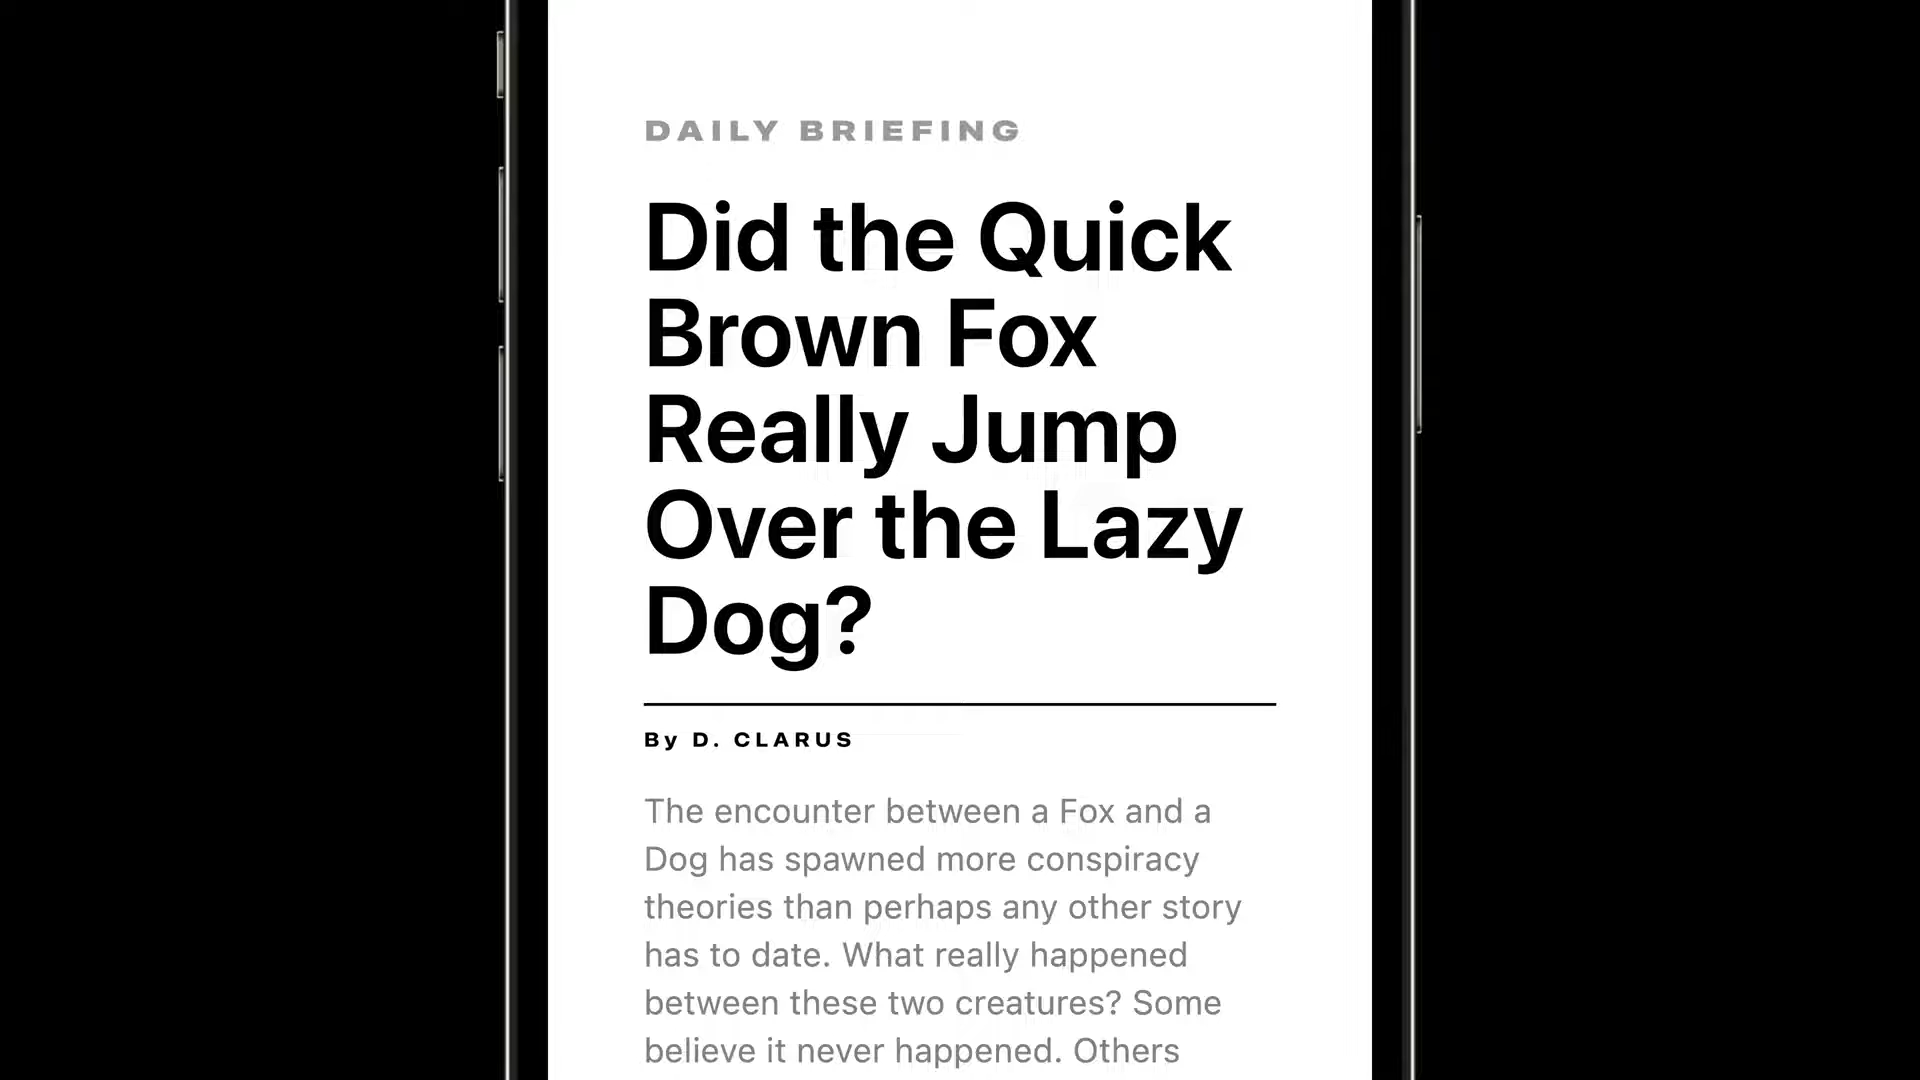 DAILY BRIEFING
Did the Quick
Brown Fox
Really Jump
Over the Lazy
Dog?
By D. CLARUS
The encounter between a Fox and a
Dog has spawned more conspiracy
theories than perhaps any other story
has to date. What really happened
between these two creatures? Some
believe it never happened. Others